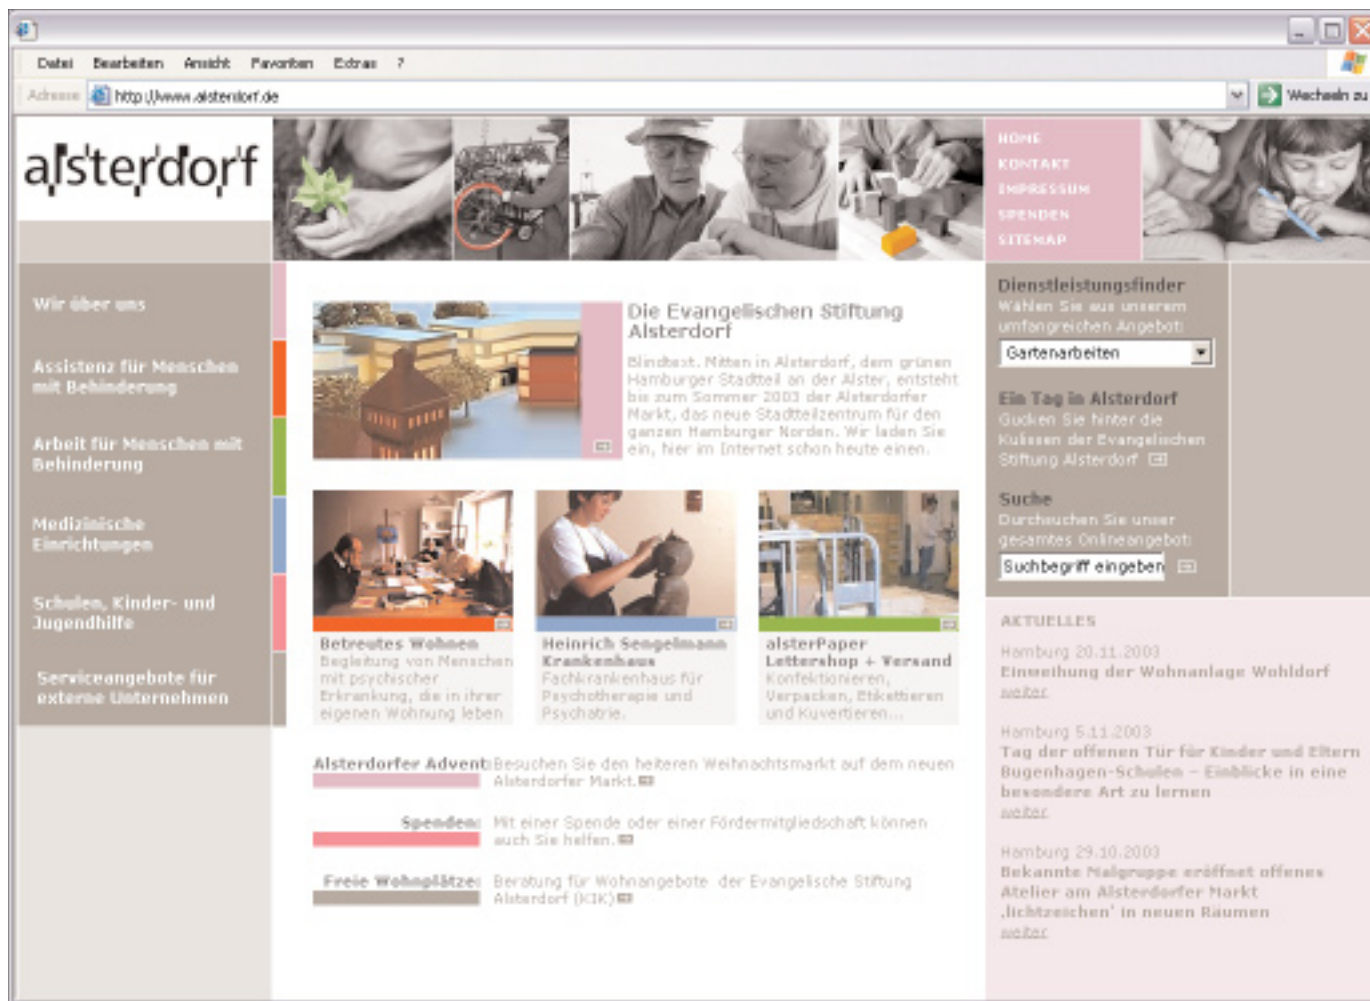 Datei Bearbeiten Ansicht Favoriten Extras ?
Adresse http://www.alsterdorf.de Wechseln zu
alsterdorf
HOME
KONTAKT
IMPRESSUM
SPENDEN
SITEMAP
Wir über uns
Assistenz für Menschen
mit Behinderung
Arbeit für Menschen mit
Behinderung
Medizinische
Einrichtungen
Schulen, Kinder- und
Jugendhilfe
Serviceangebote für
externe Unternehmen
Die Evangelischen Stiftung
Alsterdorf
Blindtext. Mitten in Alsterdorf, dem grünen
Hamburger Stadtteil an der Alster, entsteht
bis zum Sommer 2003 der Alsterdorfer
Markt, das neue Stadtteilzentrum für den
ganzen Hamburger Norden. Wir laden Sie
ein, hier im Internet schon heute einen.
Betreutes Wohnen
Begleitung von Menschen
mit psychischer
Erkrankung, die in ihrer
eigenen Wohnung leben
Heinrich Sengelmann
Krankenhaus
Fachkrankenhaus für
Psychotherapie und
Psychatrie.
alsterPaper
Lettershop + Versand
Konfektionieren,
Verpacken, Etikettieren
und Kuvertieren...
Alsterdorfer Advent: Besuchen Sie den heiteren Weihnachtsmarkt auf dem neuen
Alsterdorfer Markt.
Spenden: Mit einer Spende oder einer Fördermitgliedschaft können
auch Sie helfen.
Freie Wohnplätze: Beratung für Wohnangebote der Evangelische Stiftung
Alsterdorf (KIK)
Dienstleistungsfinder
Wählen Sie aus unserem
umfangreichen Angebot:
Gartenarbeiten
Ein Tag in Alsterdorf
Gucken Sie hinter die
Kulissen der Evangelischen
Stiftung Alsterdorf
Suche
Durchsuchen Sie unser
gesamtes Onlineangebot:
Suchbegriff eingeben
AKTUELLES
Hamburg 20.11.2003
Einweihung der Wohnanlage Wohldorf
weiter
Hamburg 5.11.2003
Tag der offenen Tür für Kinder und Eltern
Bugenhagen-Schulen – Einblicke in eine
besondere Art zu lernen
weiter
Hamburg 29.10.2003
Bekannte Malgruppe eröffnet offenes
Atelier am Alsterdorfer Markt
‚lichtzeichen' in neuen Räumen
weiter